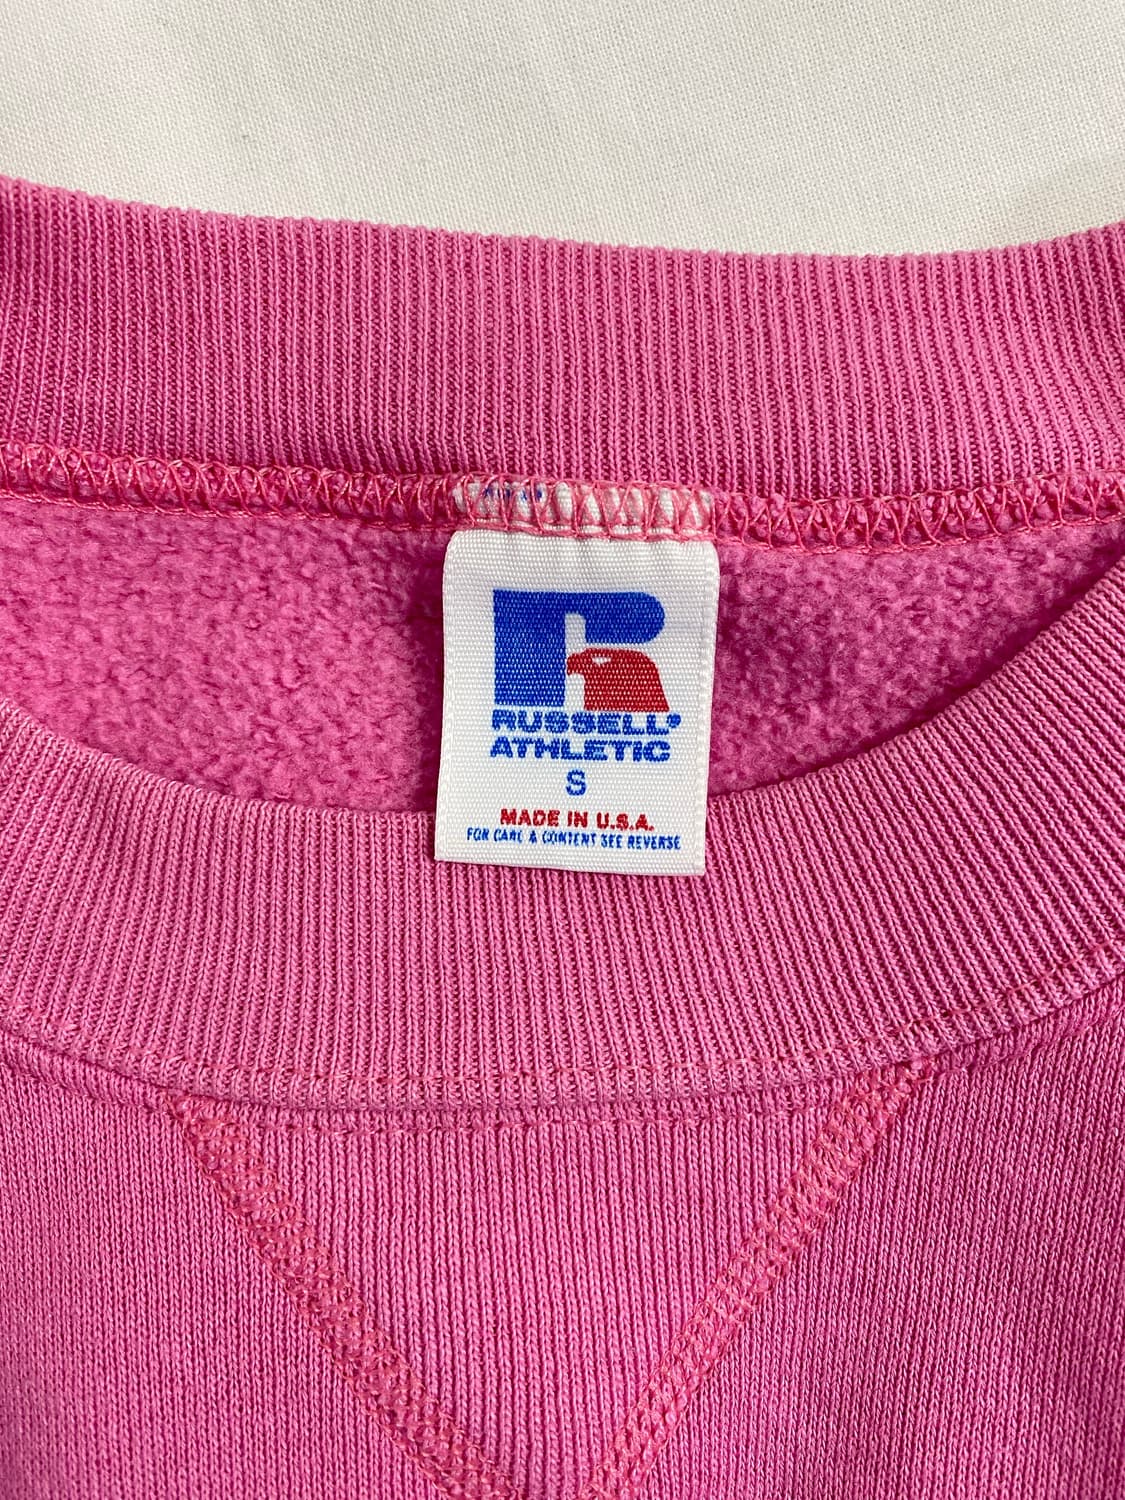 RUSSELL®
ATHLETIC
S
MADE IN U.S.A.
FOR CARE & CONTENT SEE REVERSE